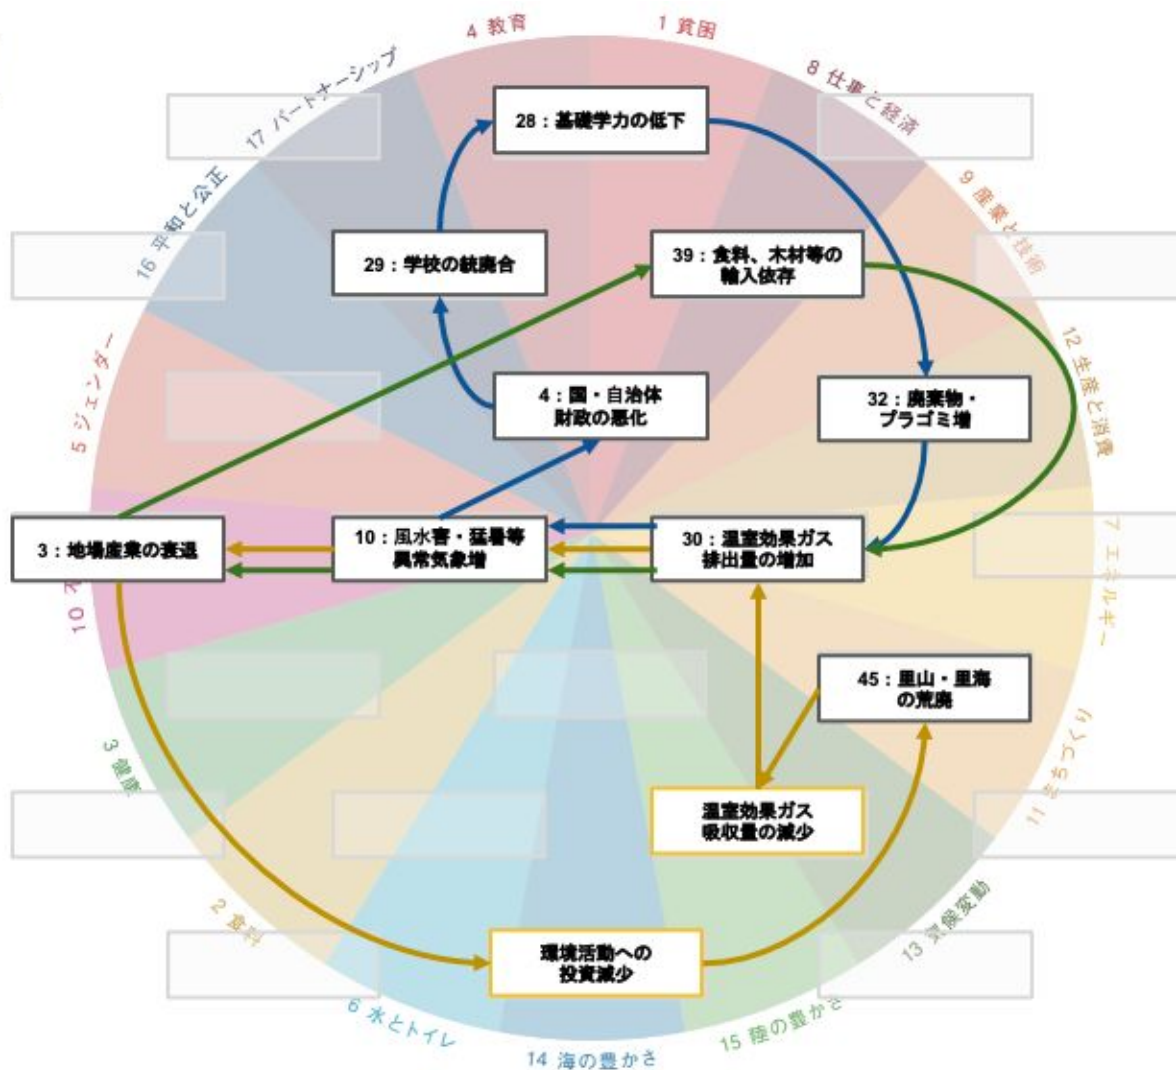 4 教育
1 貧困
17 パートナーシップ
8 仕事と経済
28：基礎学力の低下
16 平和と公正
9 産業と技術
29：学校の統廃合
39：食料、木材等の
輸入依存
5 ジェンダー
12 生産と消費
4：国・自治体
財政の悪化
32：廃棄物・
プラゴミ増
3：地場産業の衰退
10：風水害・猛暑等
異常気象増
30：温室効果ガス
排出量の増加
7 エネルギー
10
45：里山・里海
の荒廃
3 健康
11 まちづくり
温室効果ガス
吸収量の減少
2 食料
13 気候変動
環境活動への
投資減少
6 水とトイレ
15 陸の豊かさ
14 海の豊かさ